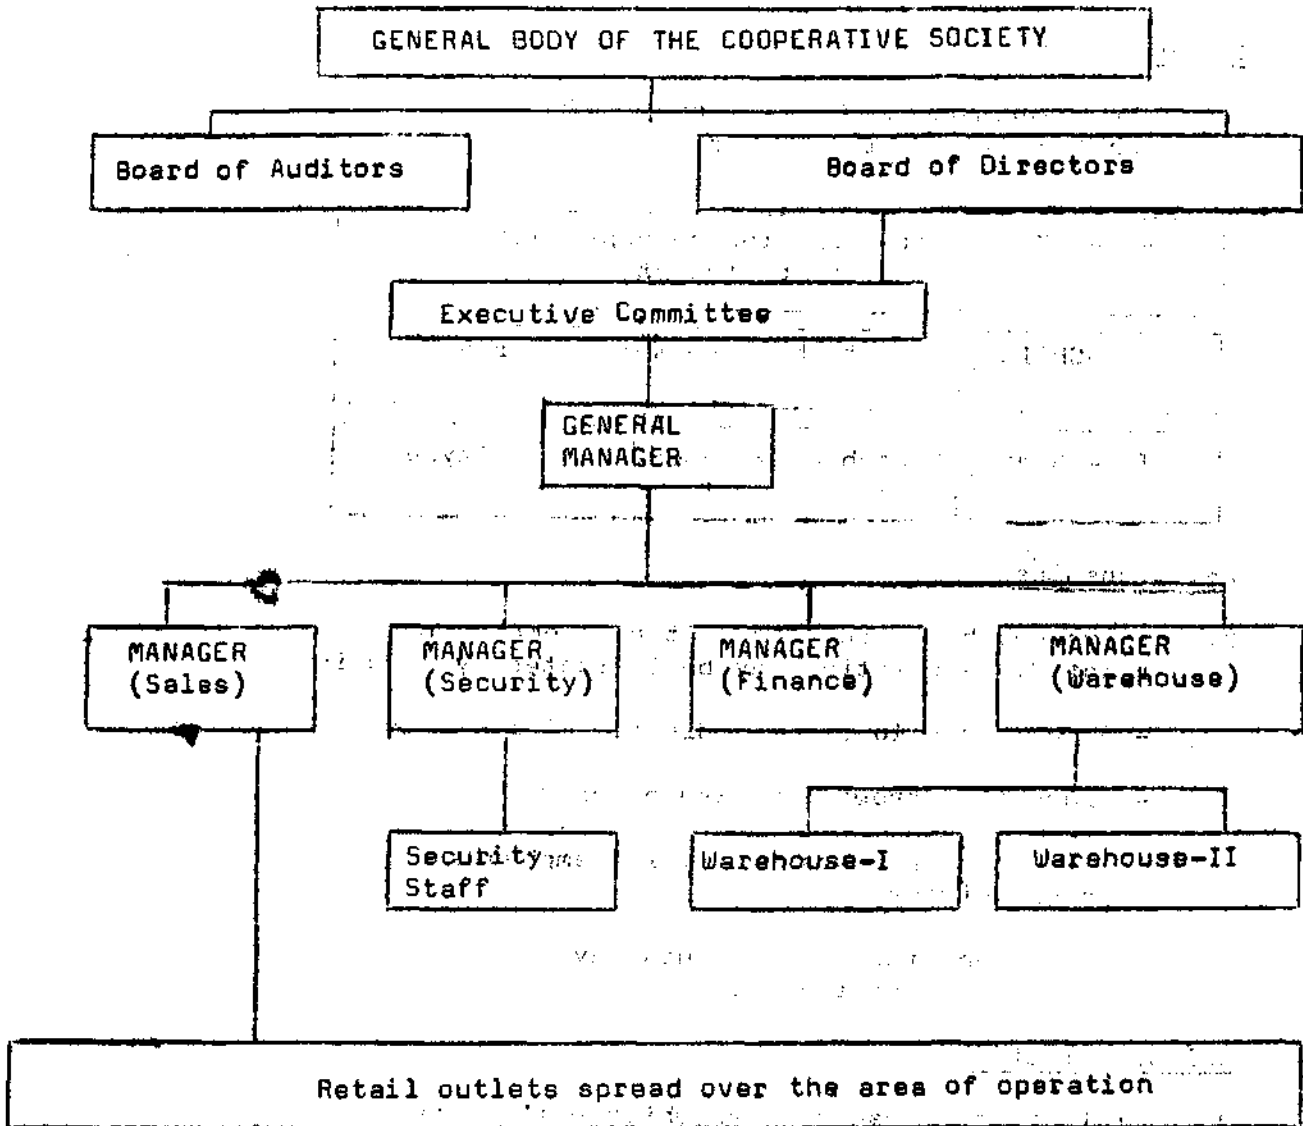 GENERAL BODY OF THE COOPERATIVE SOCIETY
Board of Auditors
Board of Directors
Executive Committee
GENERAL
MANAGER
MANAGER
(Sales)
MANAGER
(Security)
MANAGER
(Finance)
MANAGER
(Warehouse)
Security
Staff
Warehouse-I
Warehouse-II
Retail outlets spread over the area of operation